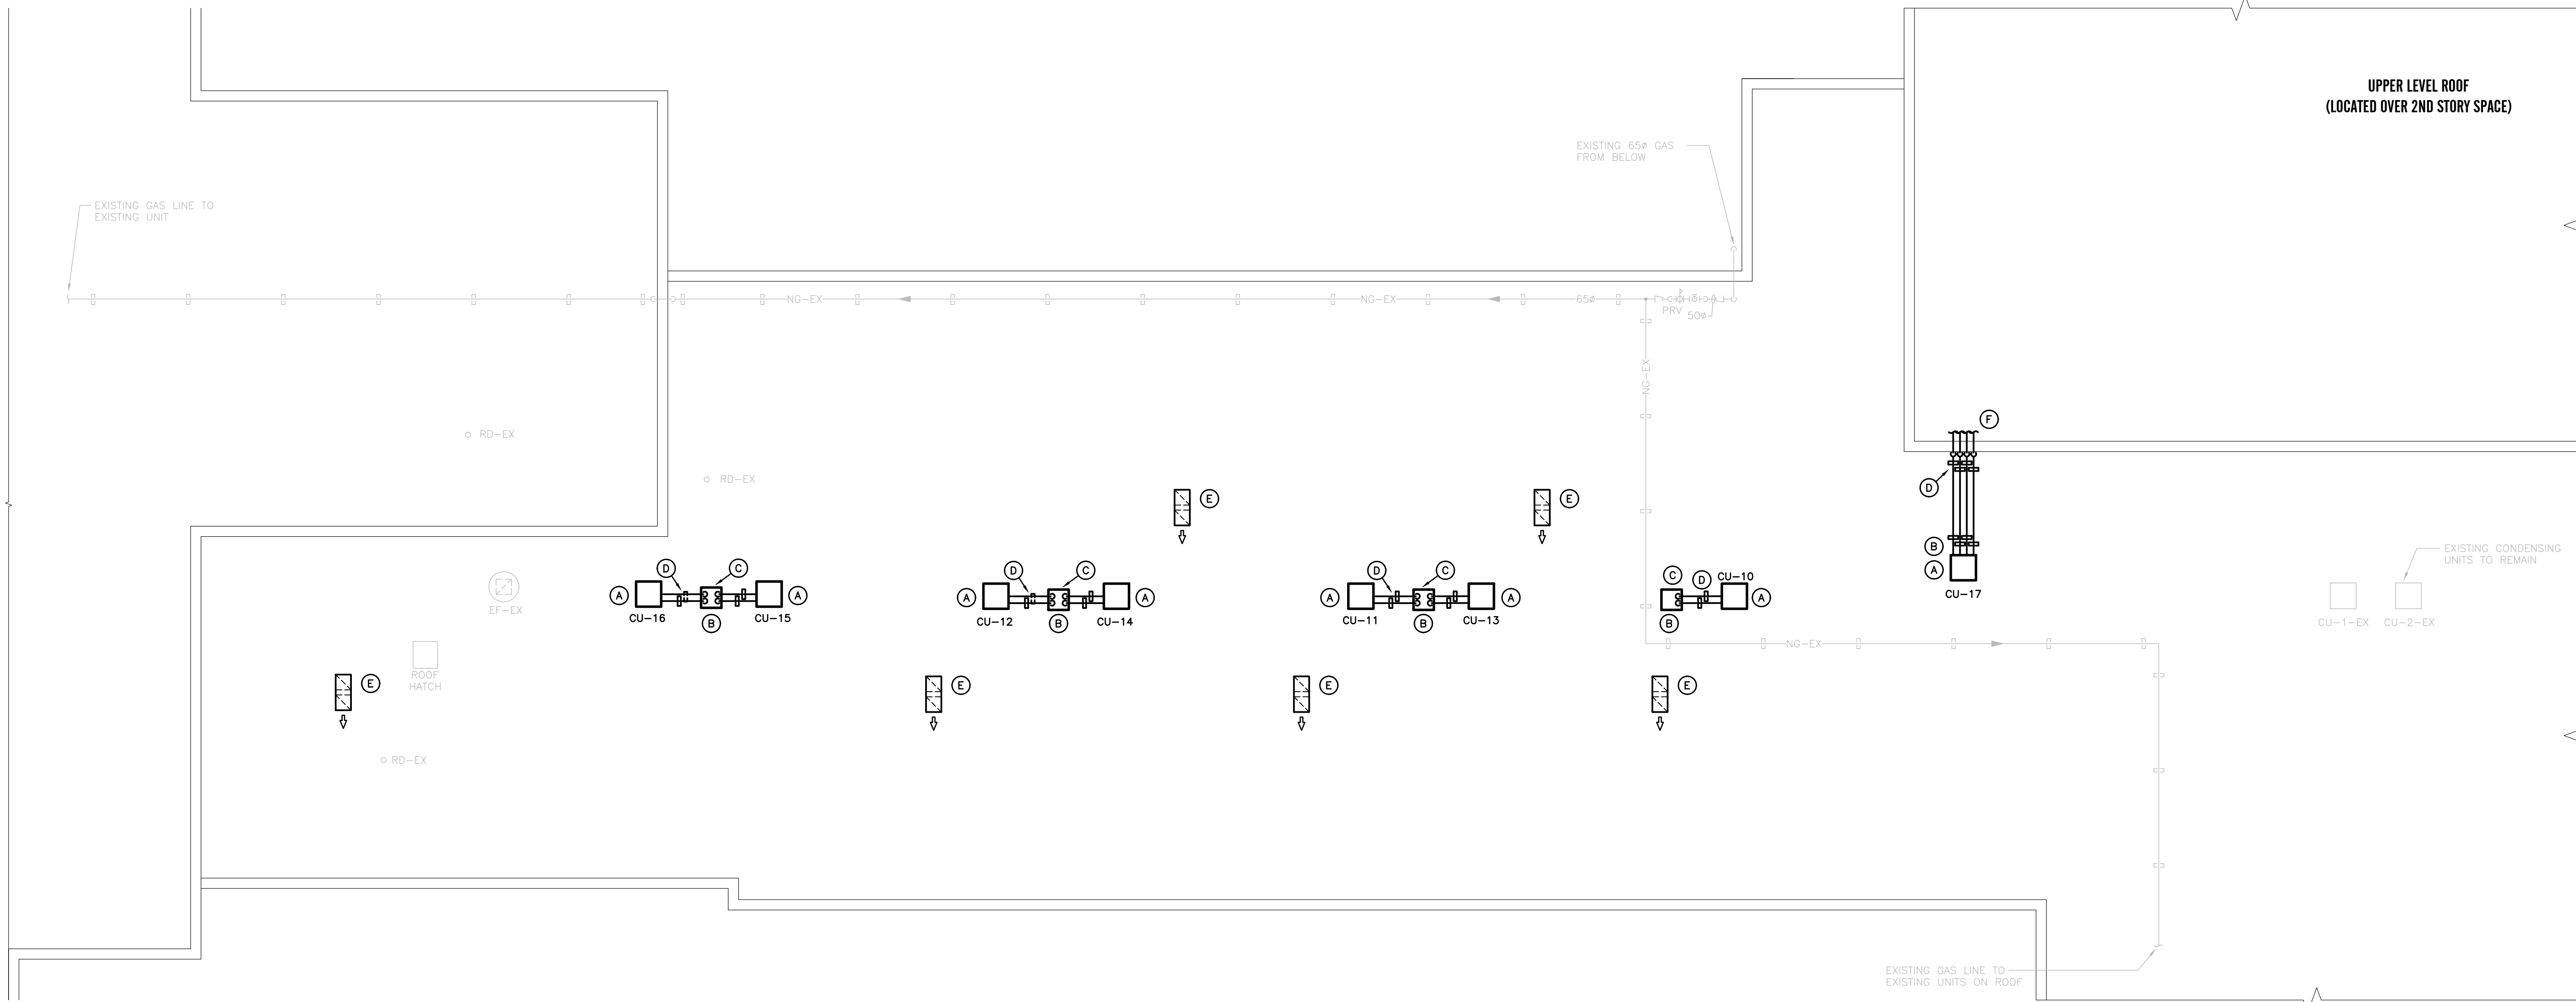 UPPER LEVEL ROOF
(LOCATED OVER 2ND STORY SPACE)
EXISTING 65ø GAS
FROM BELOW
EXISTING GAS LINE TO
EXISTING UNIT
NG-EX
NG-EX
65ø
PRV
50ø
NG-EX
F
RD-EX
RD-EX
D
E
E
B
A
CU-17
EXISTING CONDENSING
UNITS TO REMAIN
CU-1-EX
CU-2-EX
EF-EX
D
C
A
A
CU-16
CU-15
B
D
C
A
A
CU-12
CU-14
B
D
C
A
A
CU-11
CU-13
B
C
D
CU-10
A
B
NG-EX
ROOF
HATCH
E
E
E
E
RD-EX
EXISTING GAS LINE TO
EXISTING UNITS ON ROOF